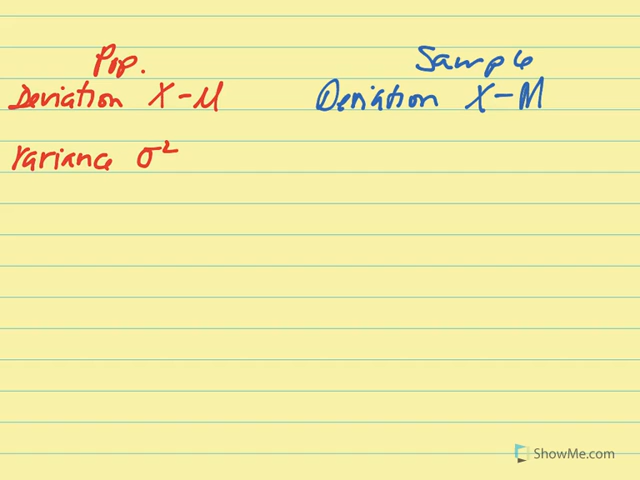 Pop.
Deviation X-μ
Variance σ²
Sample
Deviation X-M
ShowMe.com